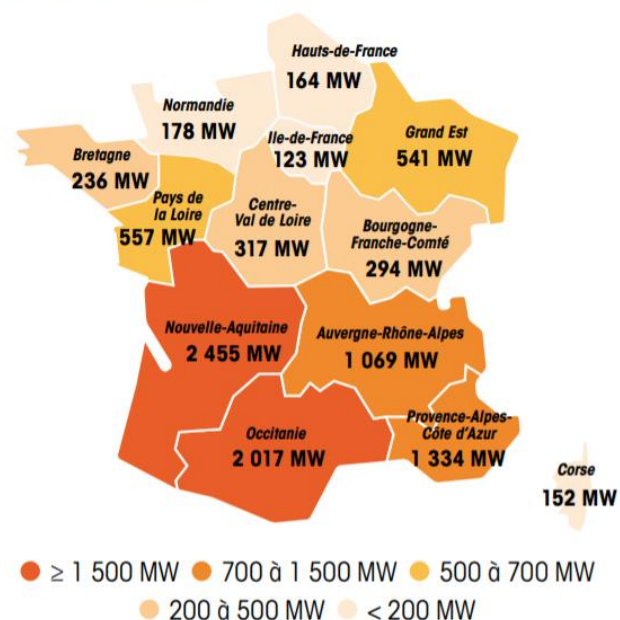 Hauts-de-France
164 MW
Normandie
178 MW
Ile-de-France
123 MW
Grand Est
541 MW
Bretagne
236 MW
Pays de
la Loire
557 MW
Centre-
Val de Loire
317 MW
Bourgogne-
Franche-Comté
294 MW
Nouvelle-Aquitaine
2 455 MW
Auvergne-Rhône-Alpes
1 069 MW
Occitanie
2 017 MW
Provence-Alpes-
Côte d'Azur
1 334 MW
Corse
152 MW
≥ 1 500 MW 700 à 1 500 MW 500 à 700 MW
200 à 500 MW < 200 MW